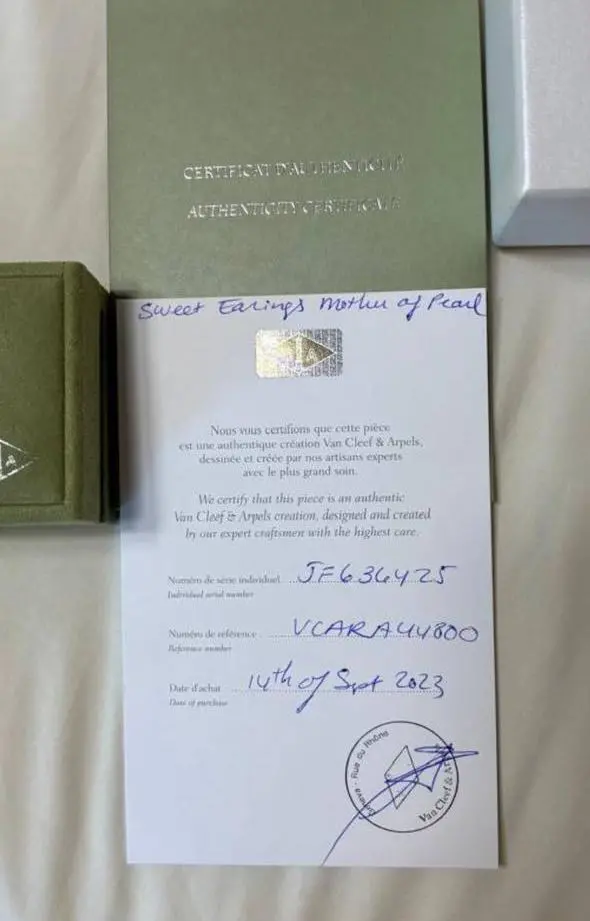 CERTIFICAT D'AUTHENTICITÉ
AUTHENTICITY CERTIFICATE
Sweet Earings Mother of Pearl
Nous vous certifions que cette pièce
est une authentique création Van Cleef & Arpels,
dessinée et créée par nos artisans experts
avec le plus grand soin.
We certify that this piece is an authentic
Van Cleef & Arpels creation, designed and created
by our expert craftsmen with the highest care.
Numéro de série individuel JF636425
Individual serial number
Numéro de référence VCARA44800
Reference number
Date d'achat 14th of Sept 2023
Date of purchase
Genève - Rue du Rhône
Van Cleef & Ar